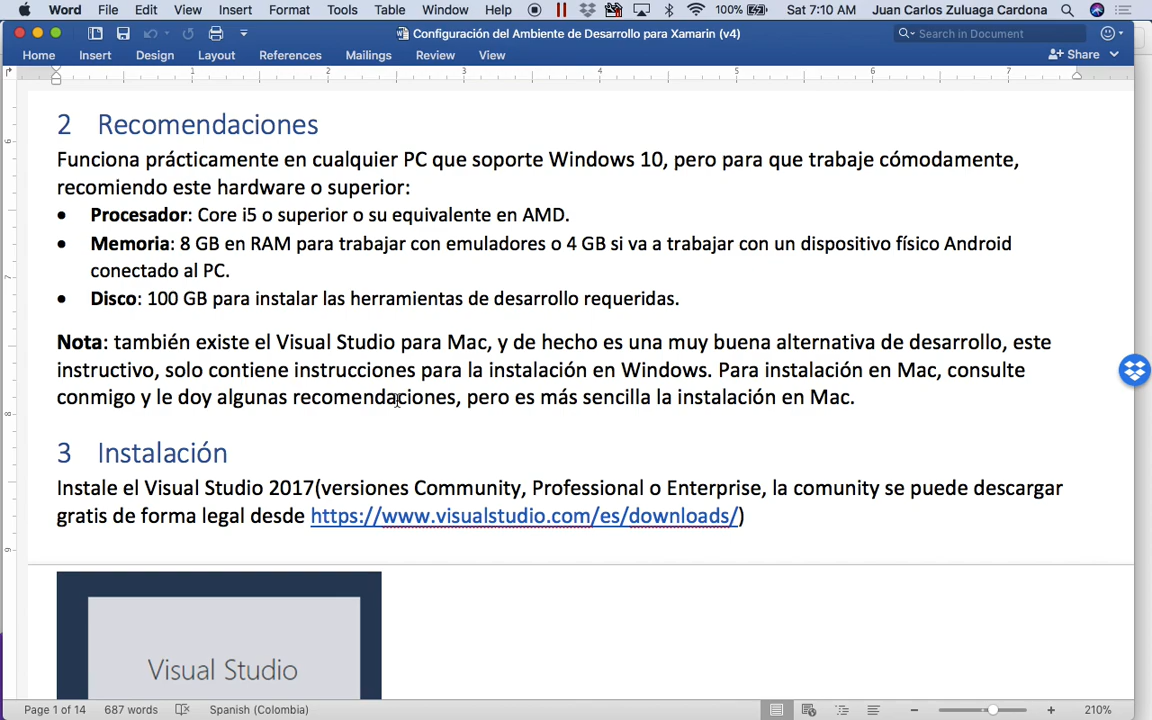 Word File Edit View Insert Format Tools Table Window Help 100% Sat 7:10 AM Juan Carlos Zuluaga Cardona
Configuración del Ambiente de Desarrollo para Xamarin (v4)
Search in Document
Home Insert Design Layout References Mailings Review View Share
1 2 3 4 5 6 7
2 Recomendaciones
Funciona prácticamente en cualquier PC que soporte Windows 10, pero para que trabaje cómodamente,
recomiendo este hardware o superior:
• Procesador: Core i5 o superior o su equivalente en AMD.
• Memoria: 8 GB en RAM para trabajar con emuladores o 4 GB si va a trabajar con un dispositivo físico Android
conectado al PC.
• Disco: 100 GB para instalar las herramientas de desarrollo requeridas.
Nota: también existe el Visual Studio para Mac, y de hecho es una muy buena alternativa de desarrollo, este
instructivo, solo contiene instrucciones para la instalación en Windows. Para instalación en Mac, consulte
conmigo y le doy algunas recomendaciones, pero es más sencilla la instalación en Mac.
3 Instalación
Instale el Visual Studio 2017(versiones Community, Professional o Enterprise, la comunity se puede descargar
gratis de forma legal desde https://www.visualstudio.com/es/downloads/)
Visual Studio
Page 1 of 14 687 words Spanish (Colombia) 210%